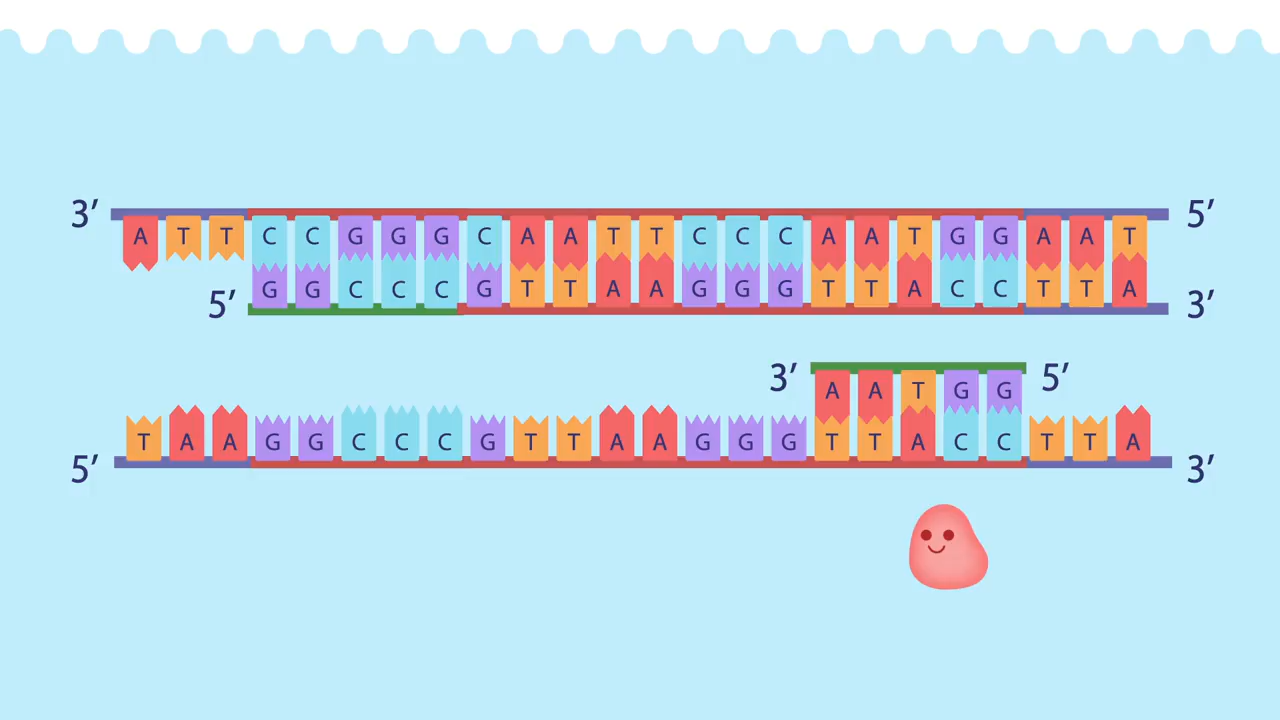 3’ A T T C C G G G C A A T T C C C A A T G G A A T 5’
5’ G G C C C G T T A A G G G T T A C C T T A 3’
3’ A A T G G 5’
5’ T A A G G C C C G T T A A G G G T T A C C T T A 3’